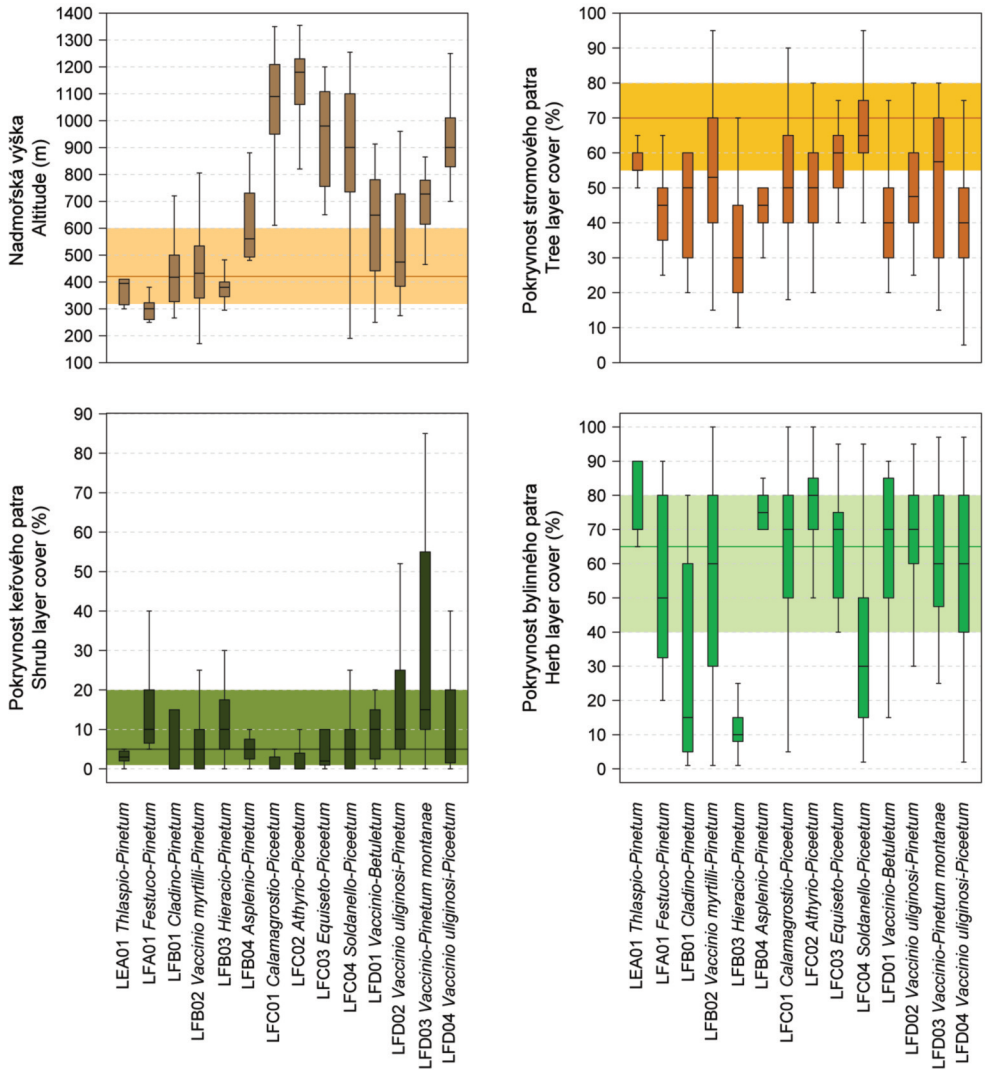 Nadmořská výška
Altitude (m)
1400
1300
1200
1100
1000
900
800
700
600
500
400
300
200
100
Pokryvnost stromového patra
Tree layer cover (%)
100
90
80
70
60
50
40
30
20
10
0
Pokryvnost keřového patra
Shrub layer cover (%)
90
80
70
60
50
40
30
20
10
0
Pokryvnost bylinného patra
Herb layer cover (%)
100
90
80
70
60
50
40
30
20
10
0
LEA01 Thlaspio-Pinetum
LFA01 Festuco-Pinetum
LFB01 Cladino-Pinetum
LFB02 Vaccinio myrtilli-Pinetum
LFB03 Hieracio-Pinetum
LFB04 Asplenio-Pinetum
LFC01 Calamagrostio-Piceetum
LFC02 Athyrio-Piceetum
LFC03 Equiseto-Piceetum
LFC04 Soldanello-Piceetum
LFD01 Vaccinio-Betuletum
LFD02 Vaccinio uliginosi-Pinetum
LFD03 Vaccinio-Pinetum montanae
LFD04 Vaccinio uliginosi-Piceetum
LEA01 Thlaspio-Pinetum
LFA01 Festuco-Pinetum
LFB01 Cladino-Pinetum
LFB02 Vaccinio myrtilli-Pinetum
LFB03 Hieracio-Pinetum
LFB04 Asplenio-Pinetum
LFC01 Calamagrostio-Piceetum
LFC02 Athyrio-Piceetum
LFC03 Equiseto-Piceetum
LFC04 Soldanello-Piceetum
LFD01 Vaccinio-Betuletum
LFD02 Vaccinio uliginosi-Pinetum
LFD03 Vaccinio-Pinetum montanae
LFD04 Vaccinio uliginosi-Piceetum